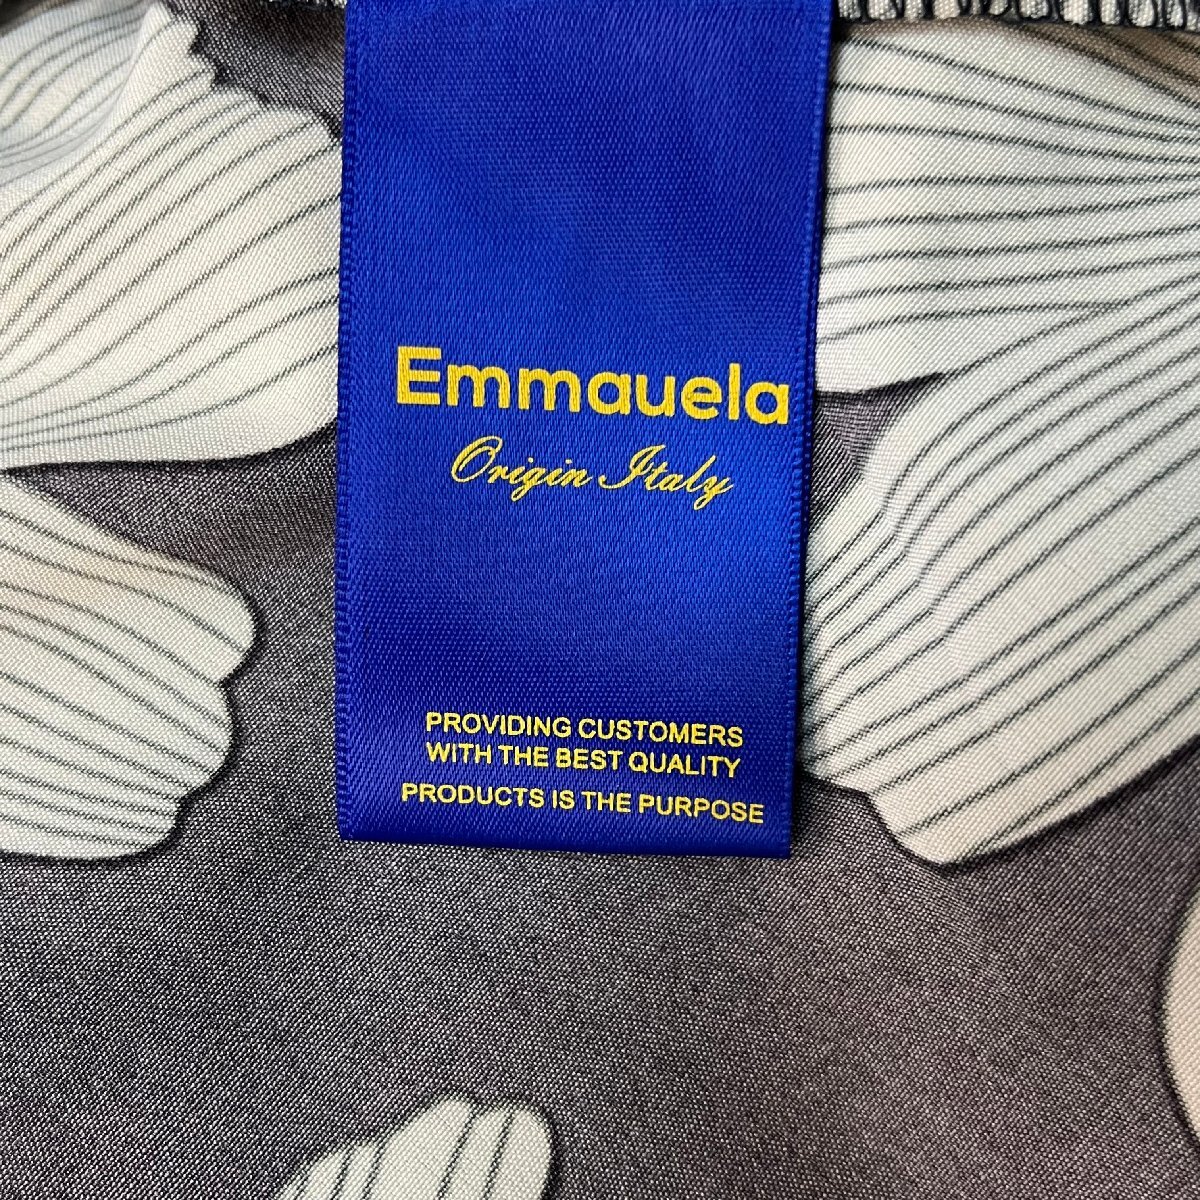 Emmauela
Origin Italy
PROVIDING CUSTOMERS
WITH THE BEST QUALITY
PRODUCTS IS THE PURPOSE